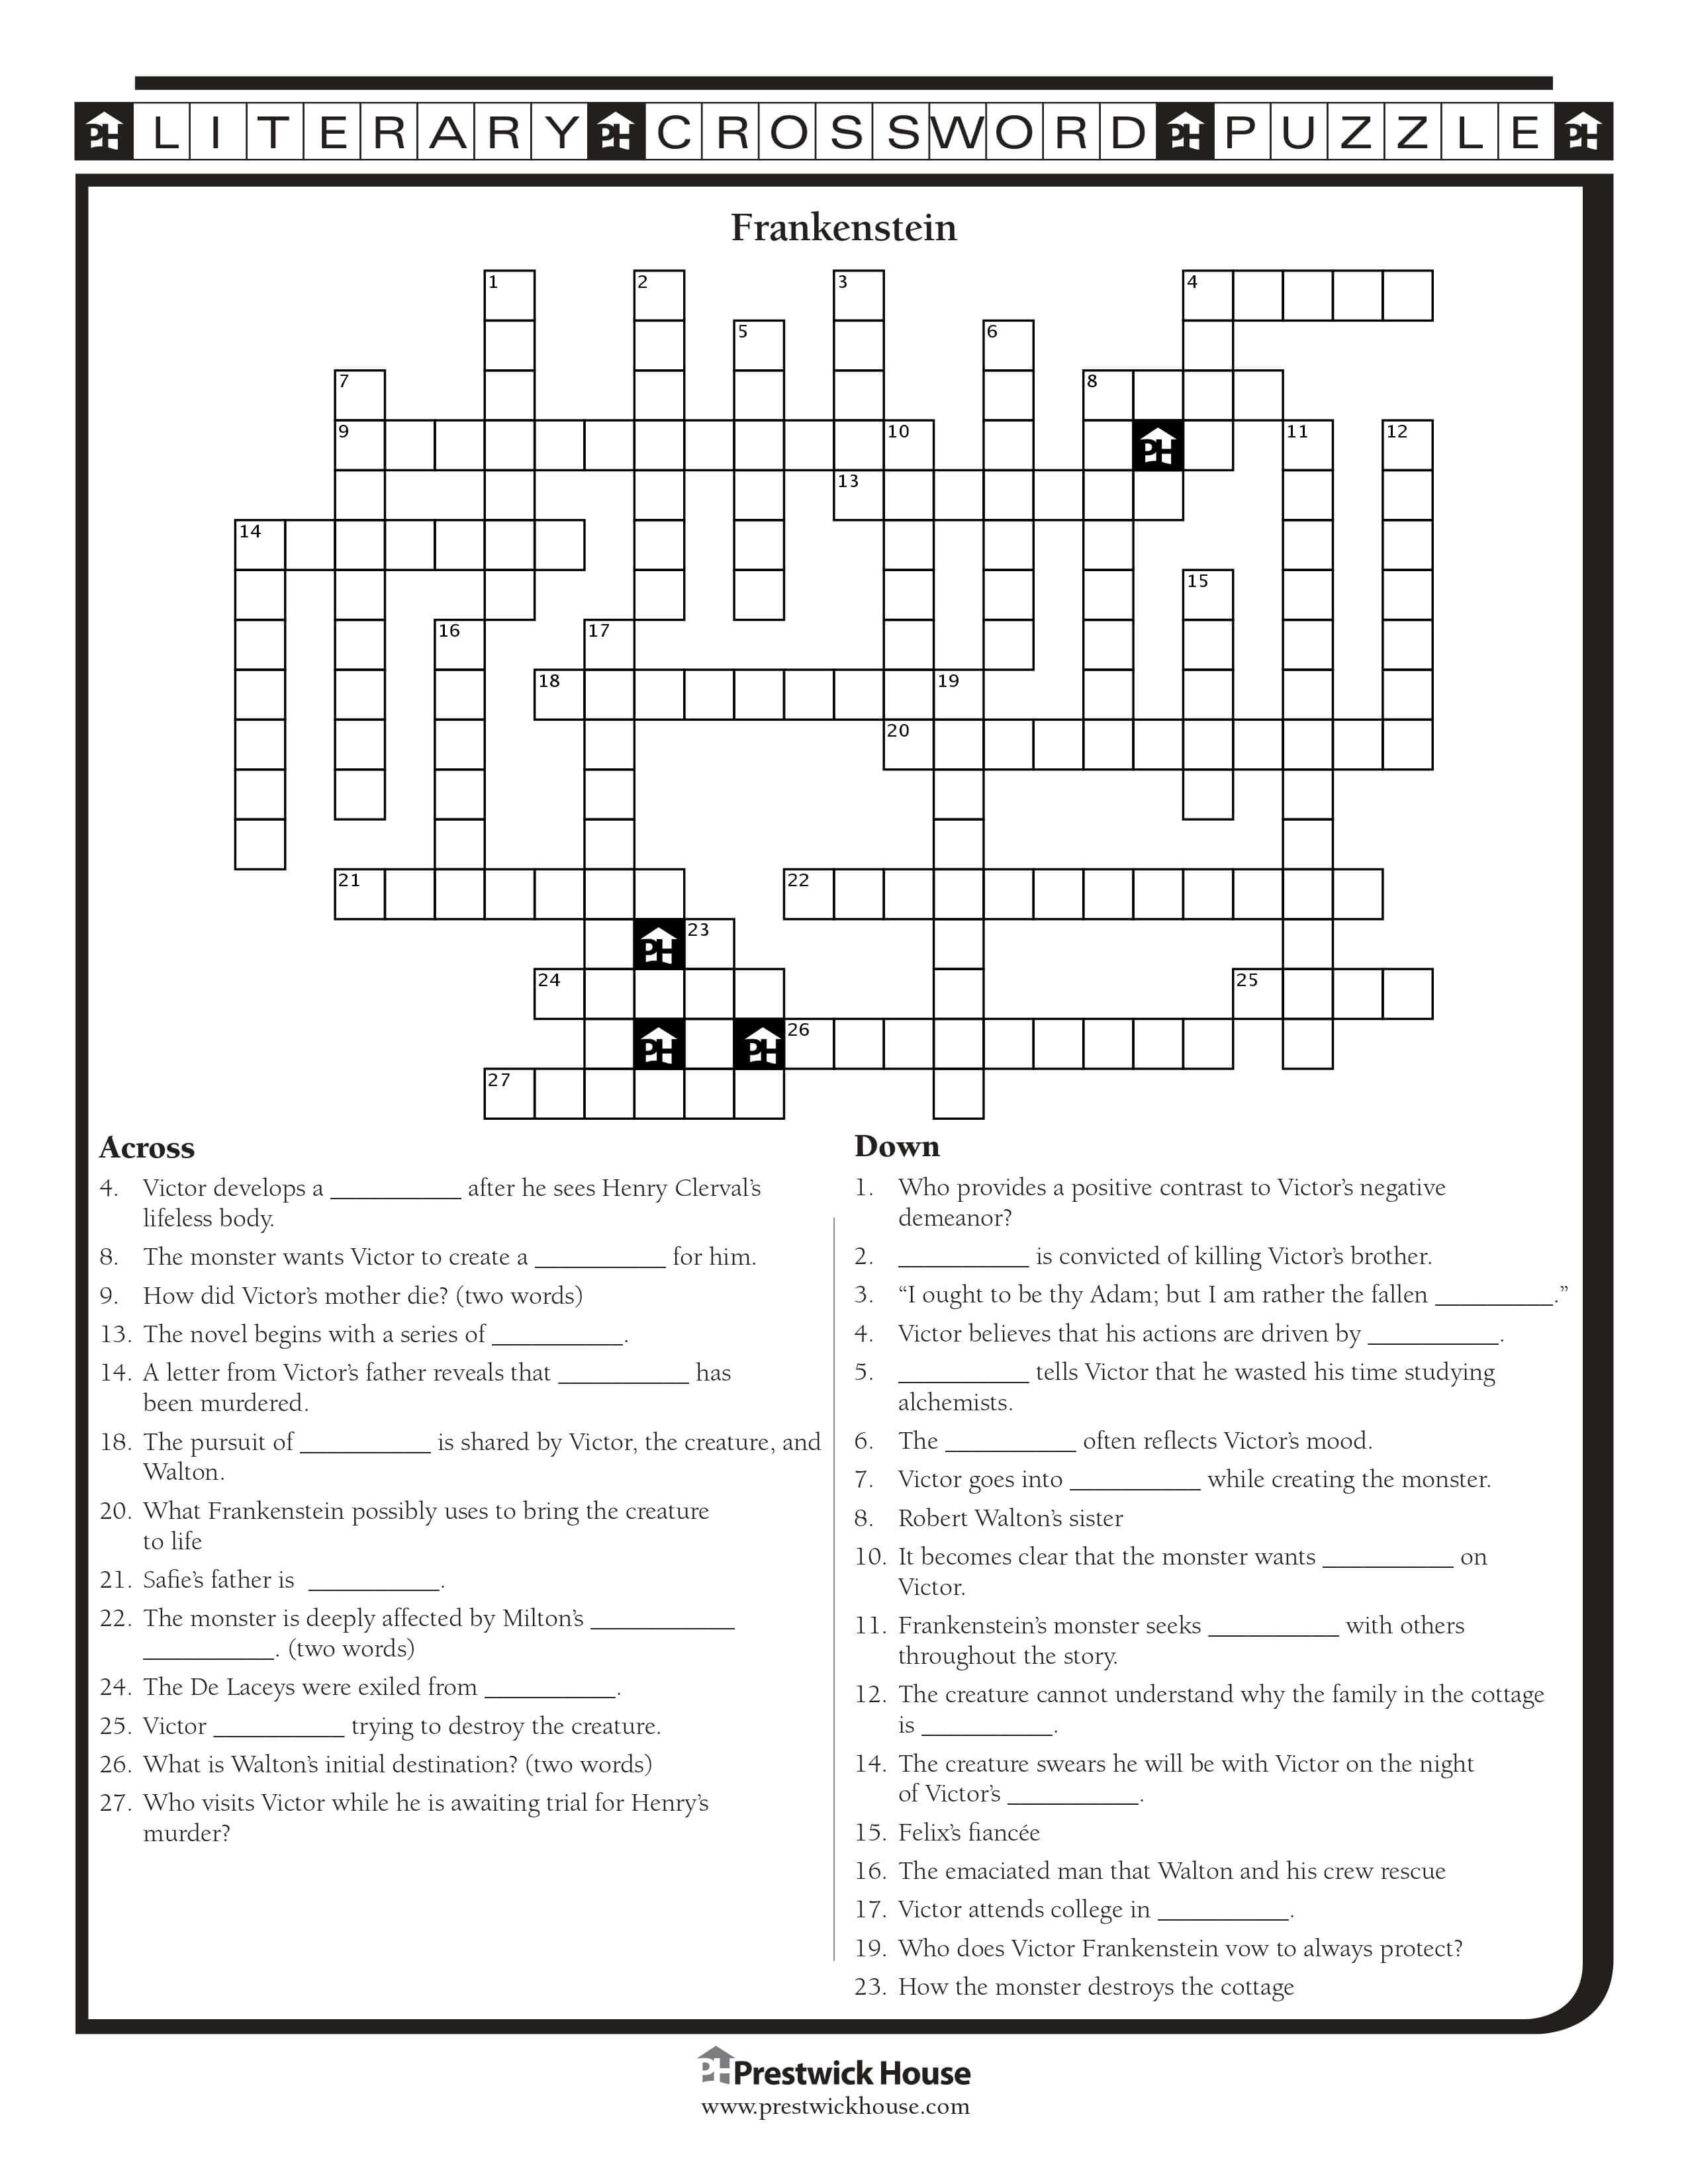 PH LITERARY PH CROSSWORD PH PUZZLE PH
Frankenstein
1 2 3 4
5 6
7 8
9 10 PH 11 12
13
14
15
16 17
18 19
20
21 22
PH 23
24 25
PH PH 26
27
Across
4. Victor develops a __________ after he sees Henry Clerval’s
lifeless body.
8. The monster wants Victor to create a __________ for him.
9. How did Victor’s mother die? (two words)
13. The novel begins with a series of __________.
14. A letter from Victor’s father reveals that __________ has
been murdered.
18. The pursuit of __________ is shared by Victor, the creature, and
Walton.
20. What Frankenstein possibly uses to bring the creature
to life
21. Safie’s father is __________.
22. The monster is deeply affected by Milton’s ___________
__________. (two words)
24. The De Laceys were exiled from __________.
25. Victor __________ trying to destroy the creature.
26. What is Walton’s initial destination? (two words)
27. Who visits Victor while he is awaiting trial for Henry’s
murder?
Down
1. Who provides a positive contrast to Victor’s negative
demeanor?
2. __________ is convicted of killing Victor’s brother.
3. “I ought to be thy Adam; but I am rather the fallen _________.”
4. Victor believes that his actions are driven by __________.
5. __________ tells Victor that he wasted his time studying
alchemists.
6. The __________ often reflects Victor’s mood.
7. Victor goes into __________ while creating the monster.
8. Robert Walton’s sister
10. It becomes clear that the monster wants __________ on
Victor.
11. Frankenstein’s monster seeks __________ with others
throughout the story.
12. The creature cannot understand why the family in the cottage
is __________.
14. The creature swears he will be with Victor on the night
of Victor’s __________.
15. Felix’s fiancée
16. The emaciated man that Walton and his crew rescue
17. Victor attends college in __________.
19. Who does Victor Frankenstein vow to always protect?
23. How the monster destroys the cottage
PH Prestwick House
www.prestwickhouse.com